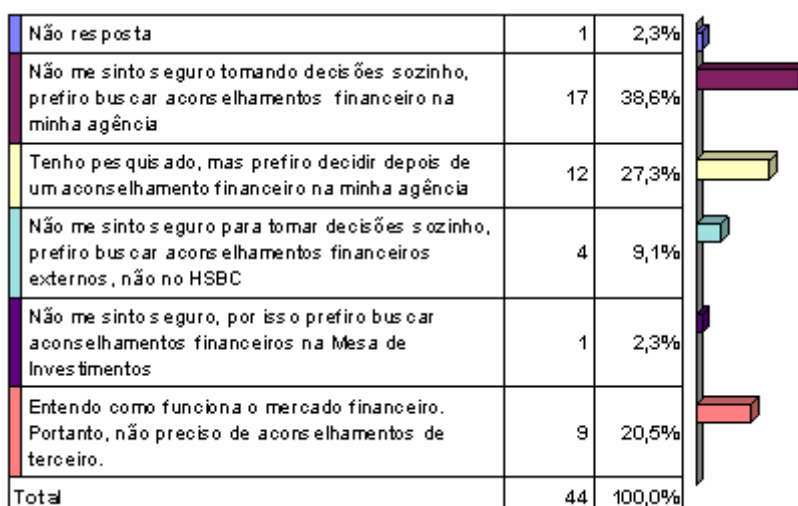 Não resposta 1 2,3%
Não me sinto seguro tomando decisões sozinho,
prefiro buscar aconselhamentos financeiro na
minha agência 17 38,6%
Tenho pesquisado, mas prefiro decidir depois de
um aconselhamento financeiro na minha agência 12 27,3%
Não me sinto seguro para tomar decisões sozinho,
prefiro buscar aconselhamentos financeiros
externos, não no HSBC 4 9,1%
Não me sinto seguro, por isso prefiro buscar
aconselhamentos financeiros na Mesa de
Investimentos 1 2,3%
Entendo como funciona o mercado financeiro.
Portanto, não preciso de aconselhamentos de
terceiro. 9 20,5%
Total 44 100,0%